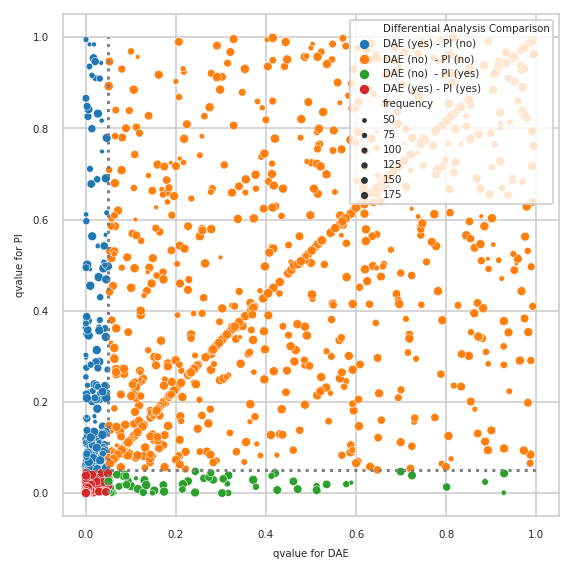 Differential Analysis Comparison
DAE (yes) - PI (no)
DAE (no) - PI (no)
DAE (no) - PI (yes)
DAE (yes) - PI (yes)
frequency
50
75
100
125
150
175
1.0
0.8
0.6
0.4
0.2
0.0
qvalue for PI
0.0 0.2 0.4 0.6 0.8 1.0
qvalue for DAE